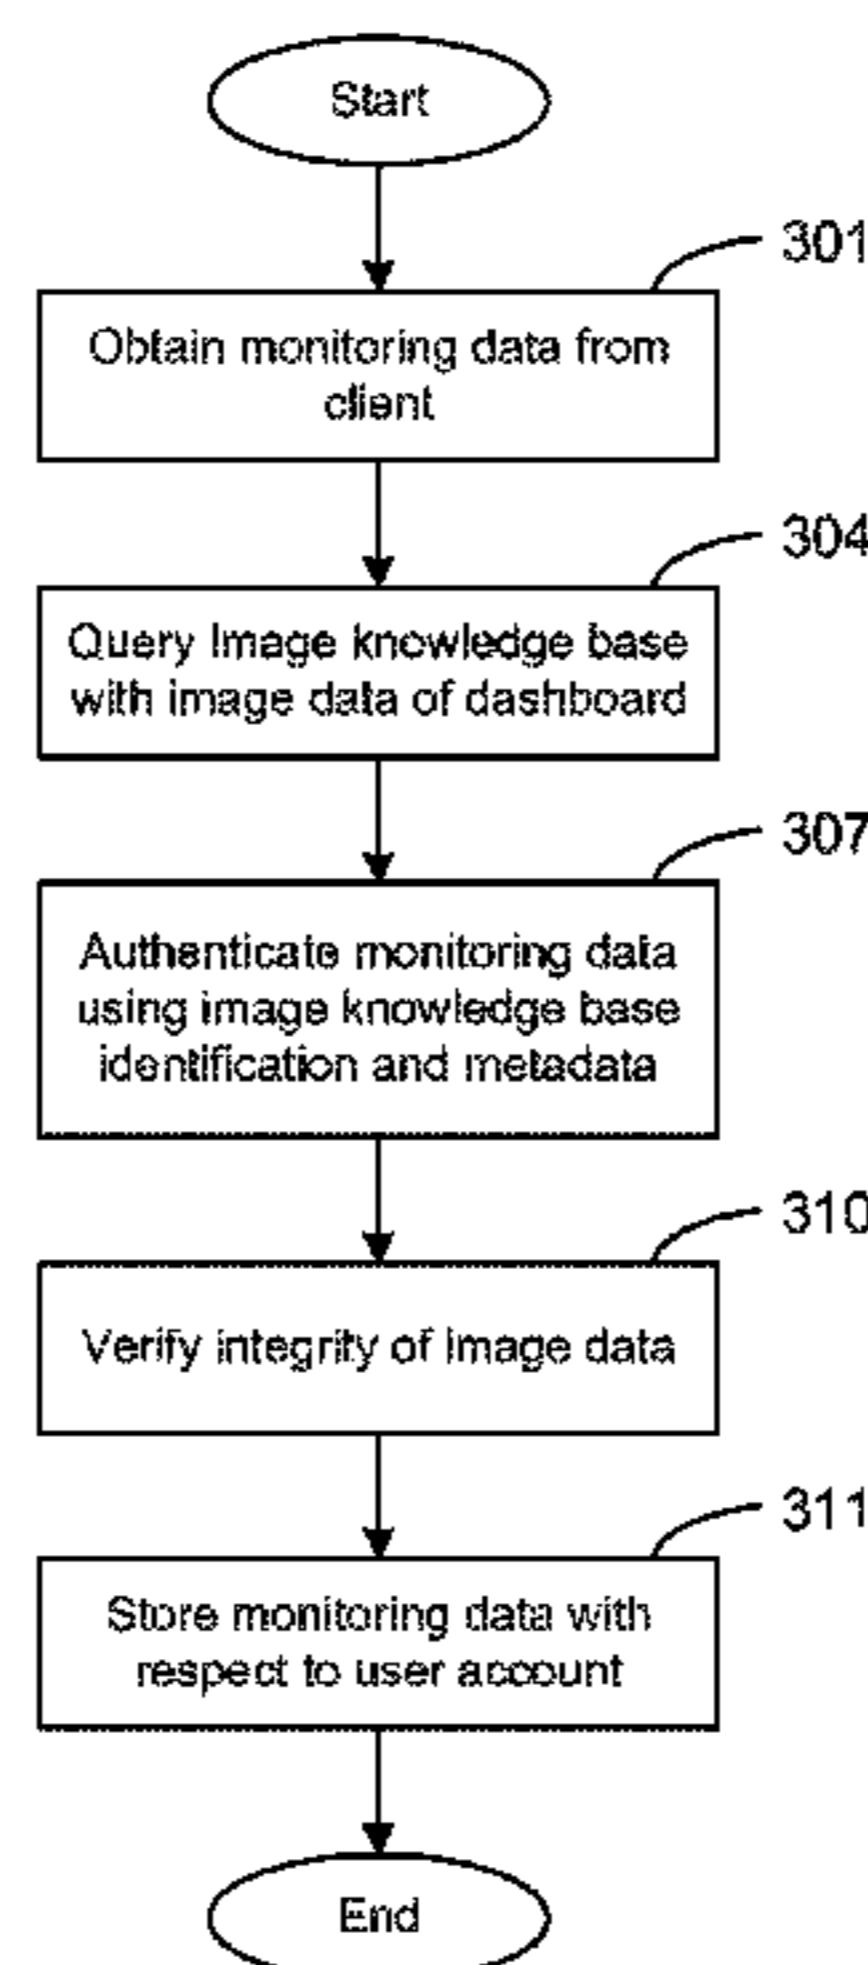 Start
301
Obtain monitoring data from
client
304
Query Image knowledge base
with image data of dashboard
307
Authenticate monitoring data
using image knowledge base
identification and metadata
310
Verify integrity of Image data
311
Store monitoring data with
respect to user account
End